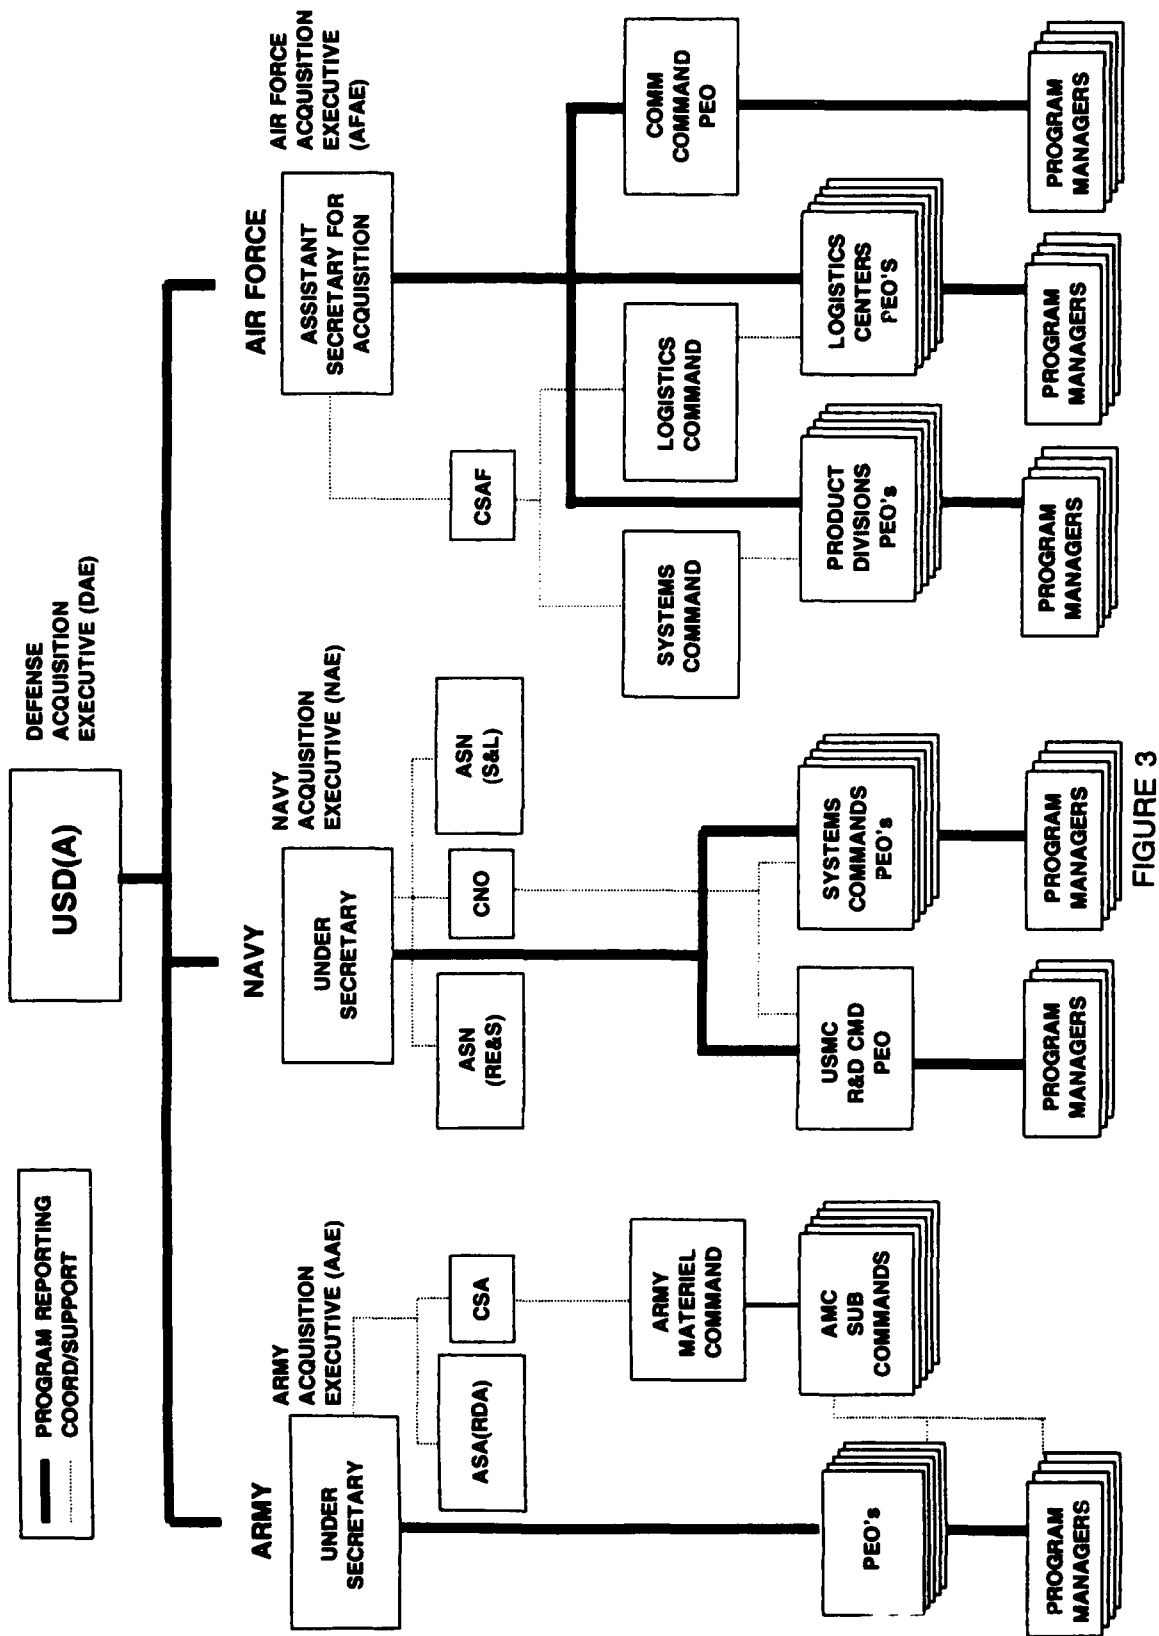 PROGRAM REPORTING
COORD/SUPPORT
USD(A)
DEFENSE
ACQUISITION
EXECUTIVE (DAE)
ARMY
UNDER
SECRETARY
ARMY
ACQUISITION
EXECUTIVE (AAE)
ASA(RDA)
CSA
ARMY
MATERIEL
COMMAND
AMC
SUB
COMMANDS
PEO's
PROGRAM
MANAGERS
NAVY
UNDER
SECRETARY
NAVY
ACQUISITION
EXECUTIVE (NAE)
ASN
(RE&S)
CNO
ASN
(S&L)
USMC
R&D CMD
PEO
SYSTEMS
COMMANDS
PEO's
PROGRAM
MANAGERS
PROGRAM
MANAGERS
AIR FORCE
ASSISTANT
SECRETARY FOR
ACQUISITION
AIR FORCE
ACQUISITION
EXECUTIVE
(AFAE)
CSAF
SYSTEMS
COMMAND
LOGISTICS
COMMAND
COMM
COMMAND
PEO
PRODUCT
DIVISIONS
PEO's
LOGISTICS
CENTERS
PEO'S
PROGRAM
MANAGERS
PROGRAM
MANAGERS
PROGRAM
MANAGERS
FIGURE 3